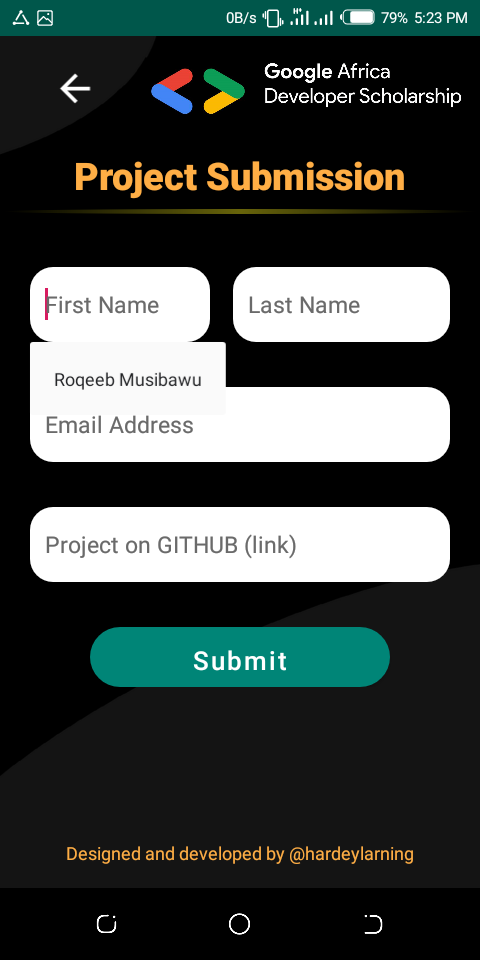 0B/s H+ 79% 5:23 PM
Google Africa
Developer Scholarship
Project Submission
First Name Last Name
Roqeeb Musibawu
Email Address
Project on GITHUB (link)
Submit
Designed and developed by @hardeylarning